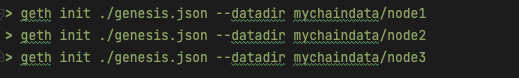 > geth init ./genesis.json --datadir mychaindata/node1
> geth init ./genesis.json --datadir mychaindata/node2
> geth init ./genesis.json --datadir mychaindata/node3